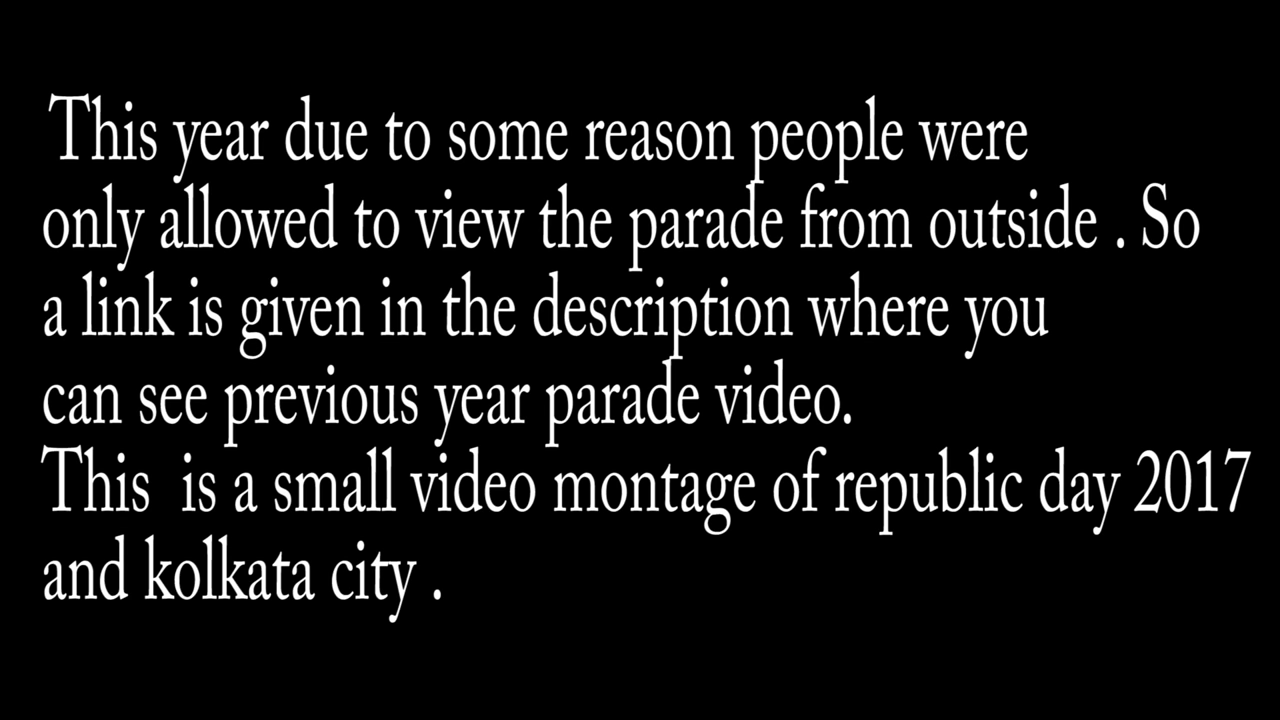 This year due to some reason people were
only allowed to view the parade from outside . So
a link is given in the description where you
can see previous year parade video.
This  is a small video montage of republic day 2017
and kolkata city .